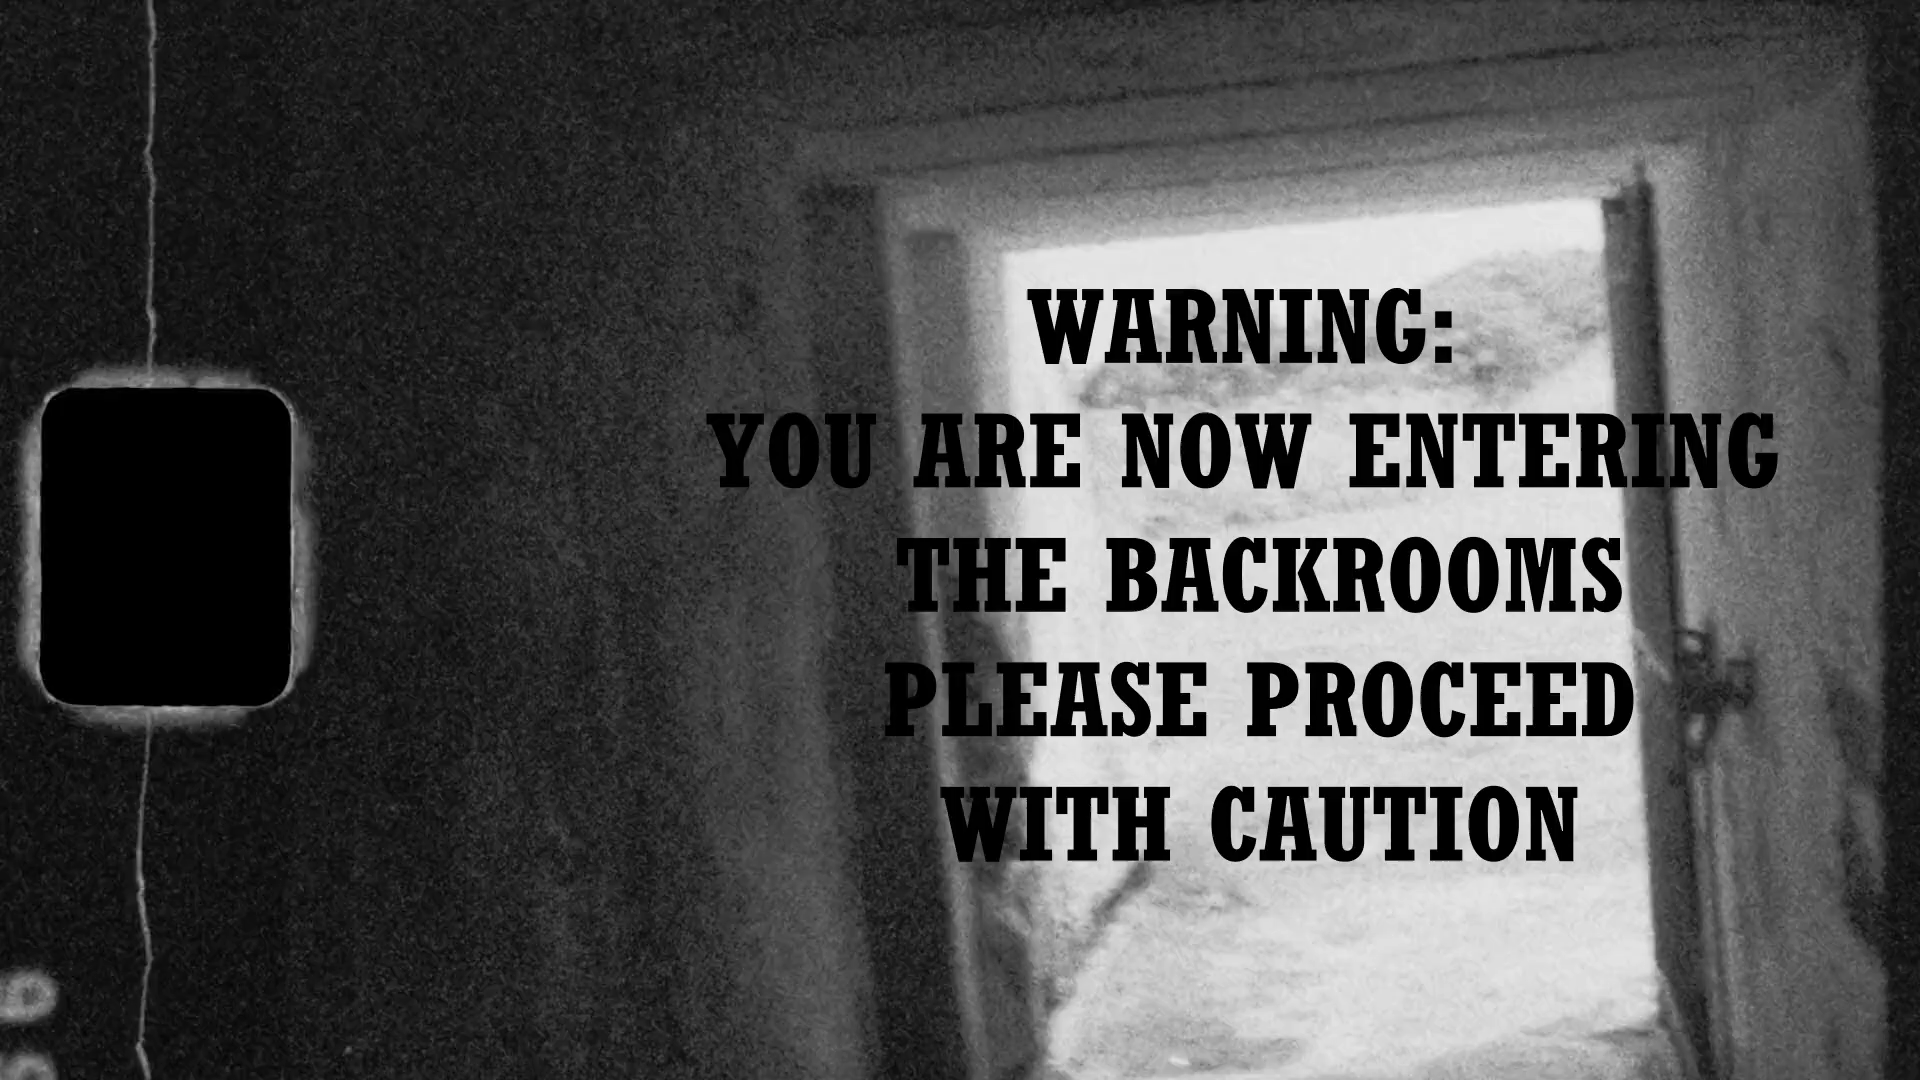 WARNING:
YOU ARE NOW ENTERING
THE BACKROOMS
PLEASE PROCEED
WITH CAUTION